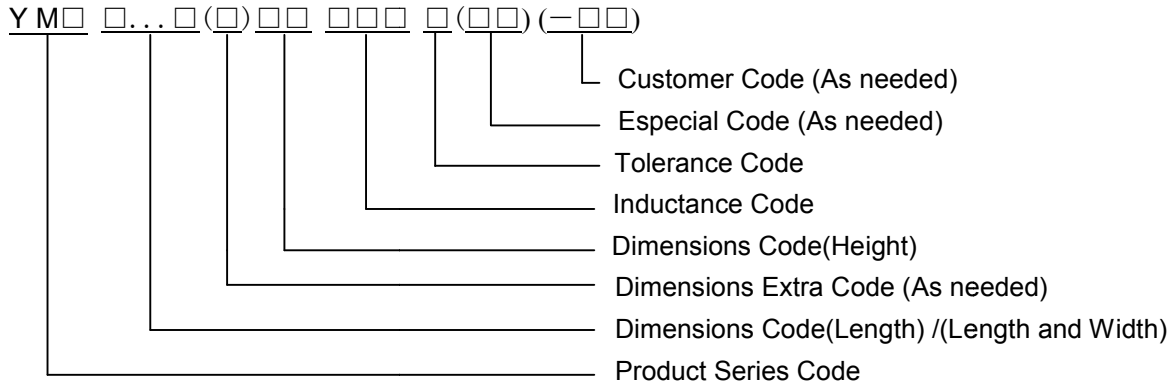 Y M□ □...□(□)□□ □□□ □(□□)(-□□)
Customer Code (As needed)
Especial Code (As needed)
Tolerance Code
Inductance Code
Dimensions Code(Height)
Dimensions Extra Code (As needed)
Dimensions Code(Length) /(Length and Width)
Product Series Code